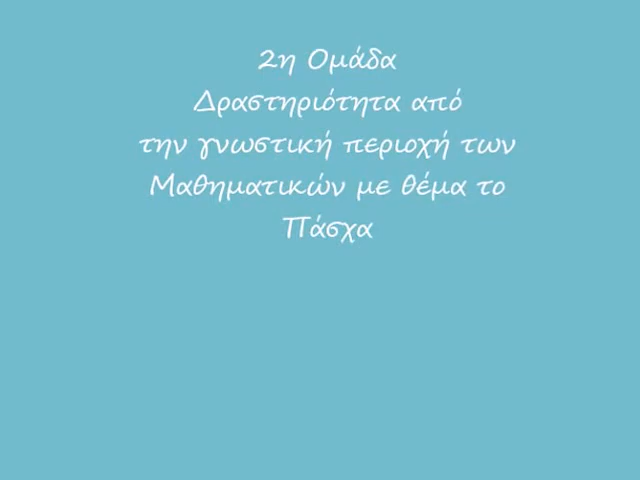 2η Ομάδα
Δραστηριότητα από
την γνωστική περιοχή των
Μαθηματικών με θέμα το
Πάσχα